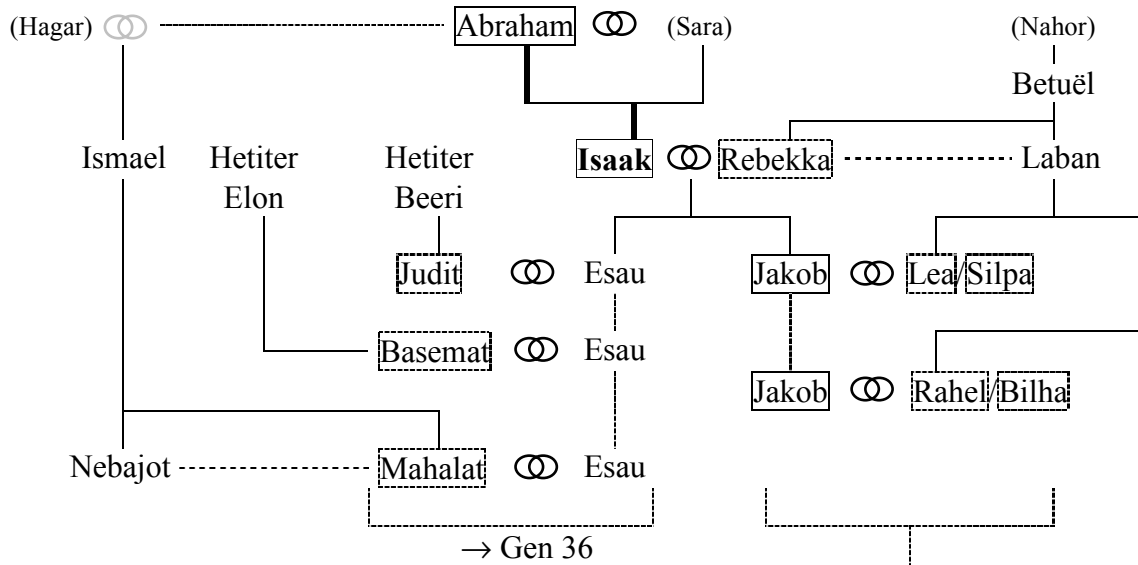 (Hagar) Abraham (Sara) (Nahor)
Betuël
Ismael Hetiter Hetiter Isaak Rebekka Laban
Elon Beeri
Judit Esau Jakob Lea/Silpa
Basemat Esau
Jakob Rahel/Bilha
Nebajot Mahalat Esau
→ Gen 36